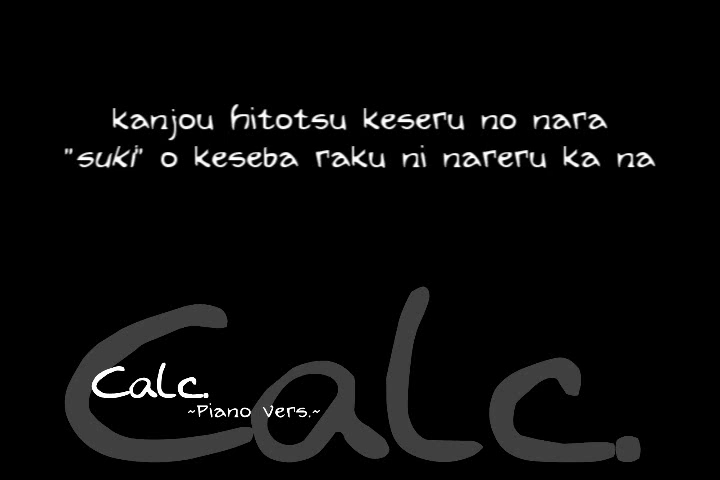 kanjou hitotsu keseru no nara
"suki" o keseba raku ni nareru ka na
Calc.
Calc.
~Piano Vers.~